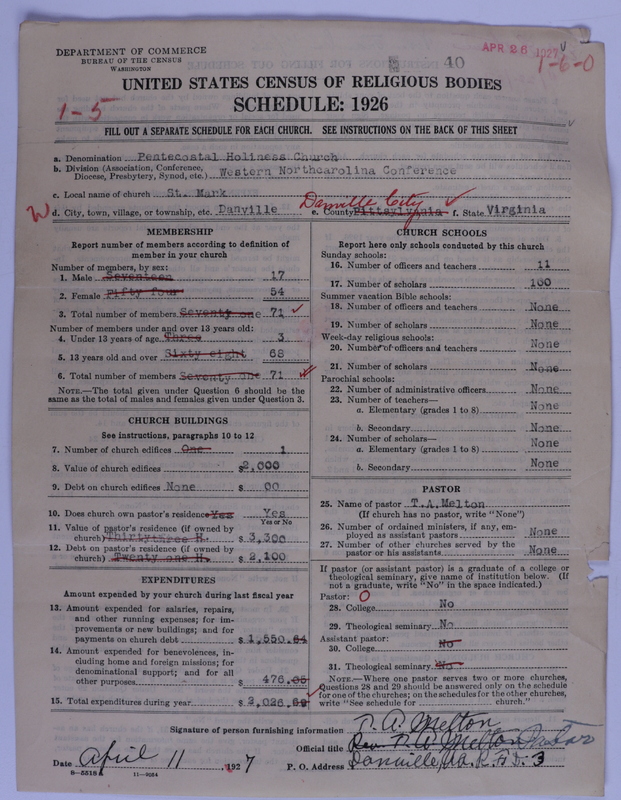 DEPARTMENT OF COMMERCE
BUREAU OF THE CENSUS
WASHINGTON
40
APR 26 1927
1-6-0
UNITED STATES CENSUS OF RELIGIOUS BODIES
SCHEDULE: 1926
1-5
FILL OUT A SEPARATE SCHEDULE FOR EACH CHURCH. SEE INSTRUCTIONS ON THE BACK OF THIS SHEET
a. Denomination Pentecostal Holiness Church
b. Division (Association, Conference, Diocese, Presbytery, Synod, etc.) Western Northcarolina Conference
c. Local name of church St. Mark
Danville City
d. City, town, village, or township, etc. Danville e. County Pittsylvania f. State Virginia
MEMBERSHIP
Report number of members according to definition of
member in your church
Number of members, by sex:
1. Male Seventeen 17
2. Female Fifty four 54
3. Total number of members Seventy one 71
Number of members under and over 13 years old:
4. Under 13 years of age Three 3
5. 13 years old and over Sixty eight 68
6. Total number of members Seventy one 71
NOTE.—The total given under Question 6 should be
same as the total of males and females given under Question 3.
CHURCH BUILDINGS
See instructions, paragraphs 10 to 12
7. Number of church edifices One 1
8. Value of church edifices $2,000
9. Debt on church edifices None $ 00
10. Does church own pastor's residence Yes Yes
Yes or No
11. Value of pastor's residence (if owned by
church) Thirtythree H. $ 3,300
12. Debt on pastor's residence (if owned by
church) Twenty one H. $ 2,100
EXPENDITURES
Amount expended by your church during last fiscal year
13. Amount expended for salaries, repairs,
and other running expenses; for im-
provements or new buildings; and for
payments on church debt $ 1,550.64
14. Amount expended for benevolences, in-
cluding home and foreign missions; for
denominational support; and for all
other purposes $ 476.05
15. Total expenditures during year $ 2,026.69
CHURCH SCHOOLS
Report here only schools conducted by this church
Sunday schools:
16. Number of officers and teachers 11
17. Number of scholars 100
Summer vacation Bible schools:
18. Number of officers and teachers None
19. Number of scholars None
Week-day religious schools:
20. Number of officers and teachers None
21. Number of scholars None
Parochial schools:
22. Number of administrative officers None
23. Number of teachers—
a. Elementary (grades 1 to 8) None
b. Secondary None
24. Number of scholars—
a. Elementary (grades 1 to 8) None
b. Secondary None
PASTOR
25. Name of pastor T.A.Melton
(If church has no pastor, write "None")
26. Number of ordained ministers, if any, em-
ployed as assistant pastors None
27. Number of other churches served by the
pastor or his assistants None
If pastor (or assistant pastor) is a graduate of a college or
theological seminary, give name of institution below. (If
not a graduate, write "No" in the space indicated.)
Pastor: O
28. College No
29. Theological seminary No
Assistant pastor:
30. College No
31. Theological seminary No
NOTE.—Where one pastor serves two or more churches,
Questions 28 and 29 should be answered only on the schedule
for one of the churches; on the schedules for the other churches,
write "See schedule for church."
Signature of person furnishing information T. A. Melton
Official title Rev. T. A. Melton Pastor
Date April 11, 1927 P. O. Address Danville, Va. R.F.D. 3
8-5518 a 11-9054